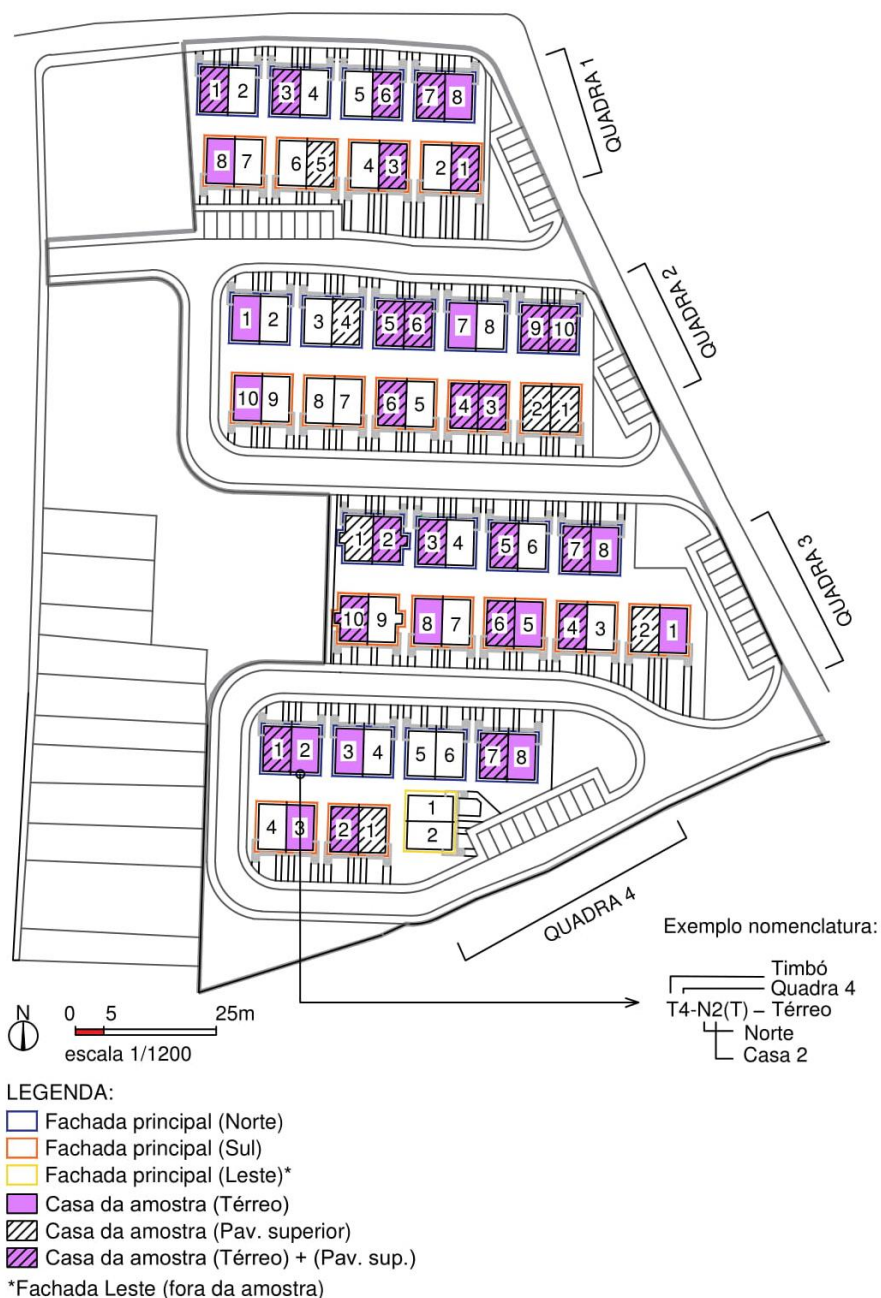 QUADRA 1
1 2 3 4 5 6 7 8
8 7 6 5 4 3 2 1
QUADRA 2
1 2 3 4 5 6 7 8 9 10
10 9 8 7 6 5 4 3 2 1
QUADRA 3
1 2 3 4 5 6 7 8
10 9 8 7 6 5 4 3 2 1
1 2 3 4 5 6 7 8
4 3 2 1 1
2
QUADRA 4
Exemplo nomenclatura:
Timbó
Quadra 4
T4-N2(T) – Térreo
Norte
Casa 2
N 0 5 25m
escala 1/1200
LEGENDA:
Fachada principal (Norte)
Fachada principal (Sul)
Fachada principal (Leste)*
Casa da amostra (Térreo)
Casa da amostra (Pav. superior)
Casa da amostra (Térreo) + (Pav. sup.)
*Fachada Leste (fora da amostra)